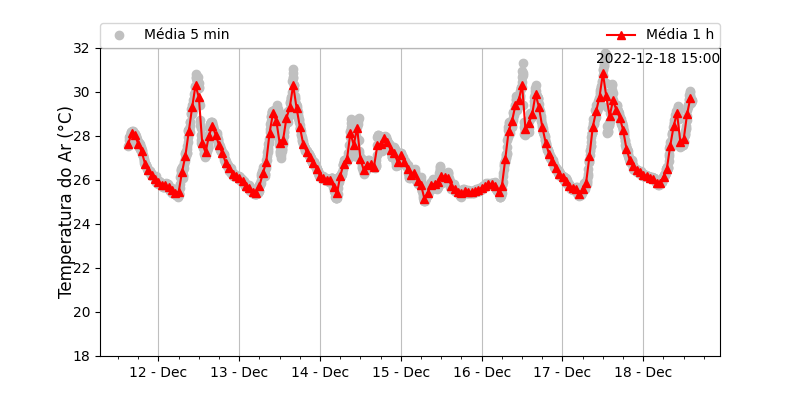 Média 5 min
Média 1 h
2022-12-18 15:00
Temperatura do Ar (°C)
32
30
28
26
24
22
20
18
12 - Dec
13 - Dec
14 - Dec
15 - Dec
16 - Dec
17 - Dec
18 - Dec